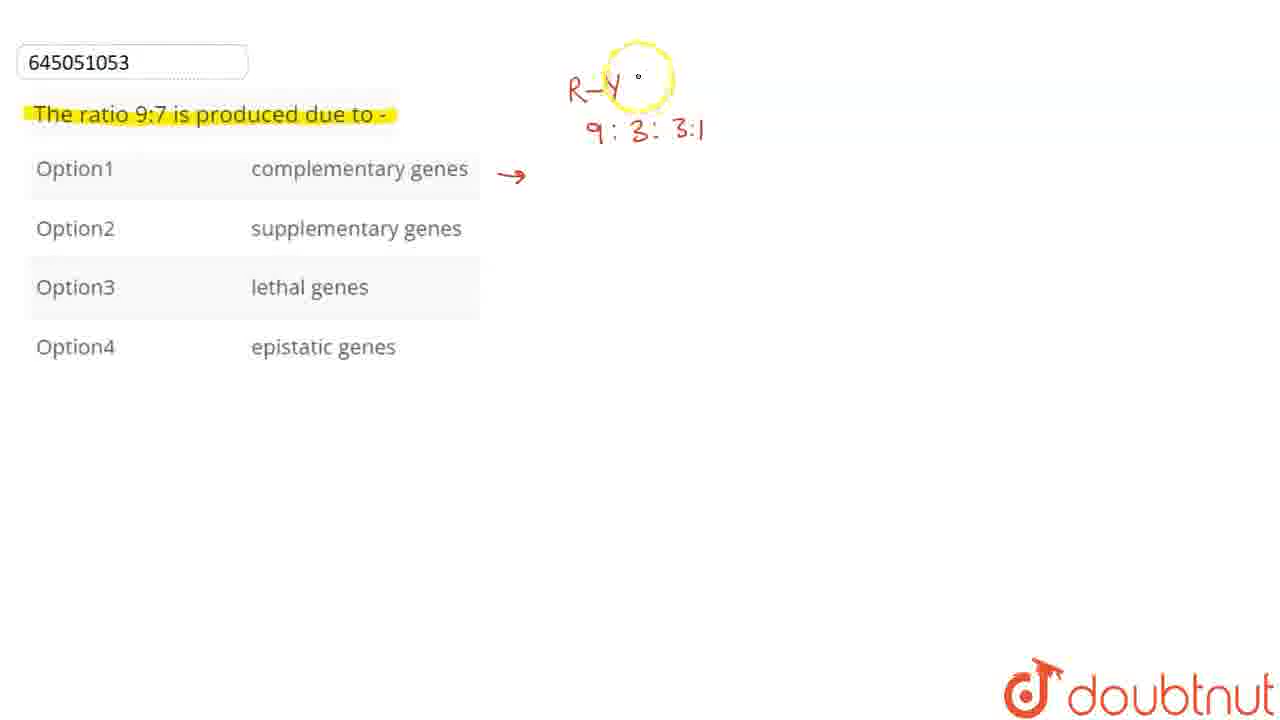 645051053
The ratio 9:7 is produced due to -
R-Y
9 : 3 : 3:1
Option1 complementary genes →
Option2 supplementary genes
Option3 lethal genes
Option4 epistatic genes
doubtnut